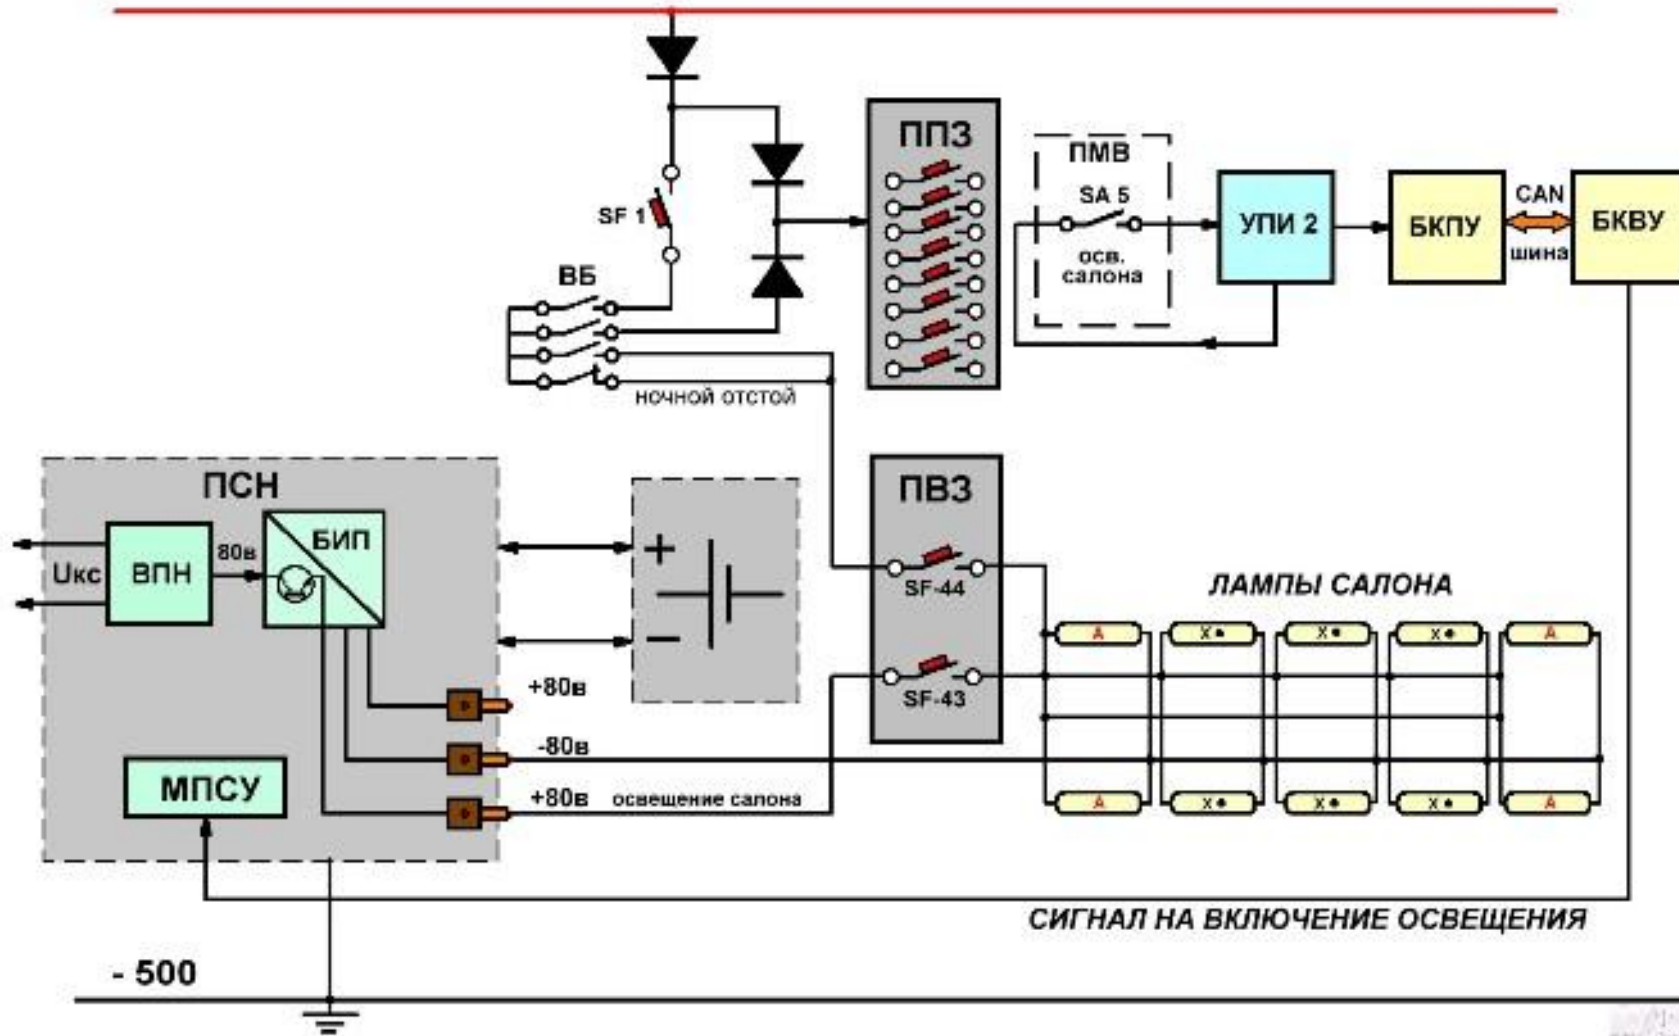 ППЗ
ПМВ
SA 5
осв.
салона
УПИ 2
БКПУ
CAN
шина
БКВУ
SF 1
ВБ
ночной отстой
ПСН
Uкс
ВПН
80в
БИП
МПСУ
+
−
+80в
-80в
+80в
освещение салона
ПВЗ
SF-44
SF-43
ЛАМПЫ САЛОНА
А
Х
Х
Х
А
А
Х
Х
Х
А
СИГНАЛ НА ВКЛЮЧЕНИЕ ОСВЕЩЕНИЯ
- 500